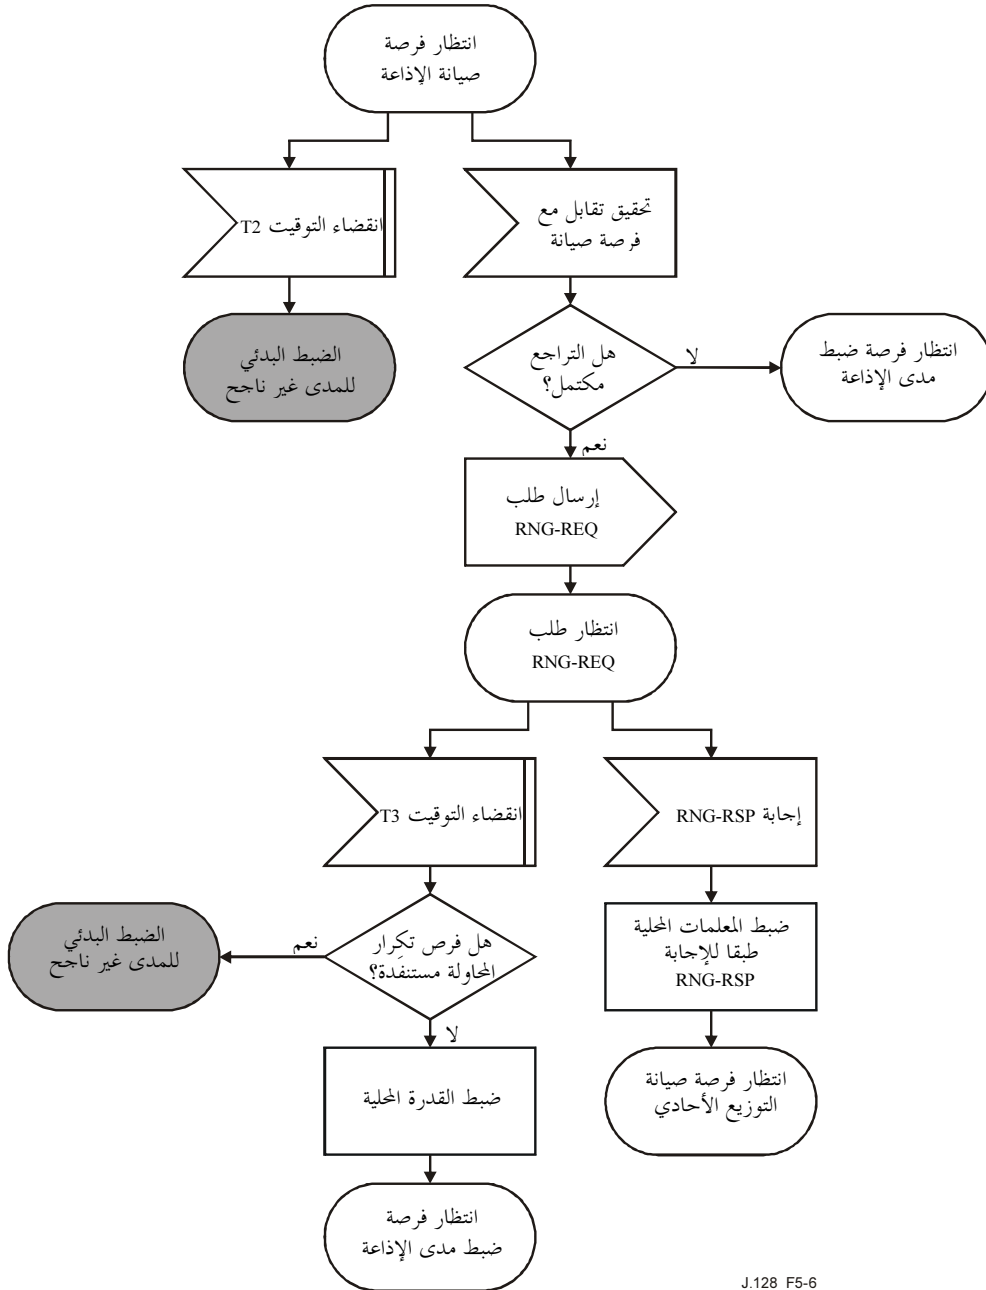 انتظار فرصة
صيانة الإذاعة
انقضاء التوقيت T2
تحقيق تقابل مع
فرصة صيانة
الضبط البدئي
للمدى غير ناجح
هل التراجع
مكتمل؟
لا
انتظار فرصة ضبط
مدى الإذاعة
نعم
إرسال طلب
RNG-REQ
انتظار طلب
RNG-REQ
انقضاء التوقيت T3
إجابة RNG-RSP
ضبط المعلمات المحلية
طبقا للإجابة
RNG-RSP
هل فرص تكِرار
المحاولة مستنفدة؟
نعم
الضبط البدئي
للمدى غير ناجح
لا
ضبط القدرة المحلية
انتظار فرصة صيانة
التوزيع الأحادي
انتظار فرصة
ضبط مدى الإذاعة
J.128 F5-6